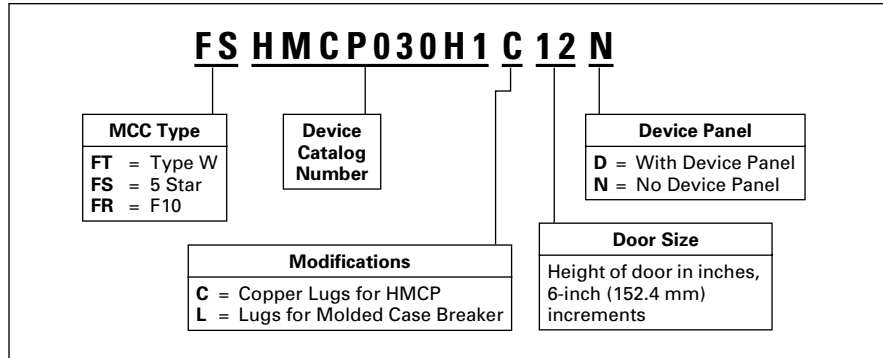 FS HMCP030H1 C 12 N
MCC Type
FT = Type W
FS = 5 Star
FR = F10
Device
Catalog
Number
Device Panel
D = With Device Panel
N = No Device Panel
Modifications
C = Copper Lugs for HMCP
L = Lugs for Molded Case Breaker
Door Size
Height of door in inches,
6-inch (152.4 mm)
increments